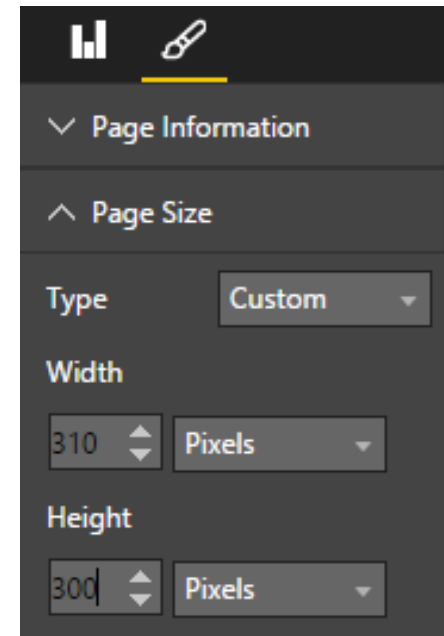 Page Information
Page Size
Type Custom
Width
310 Pixels
Height
300 Pixels